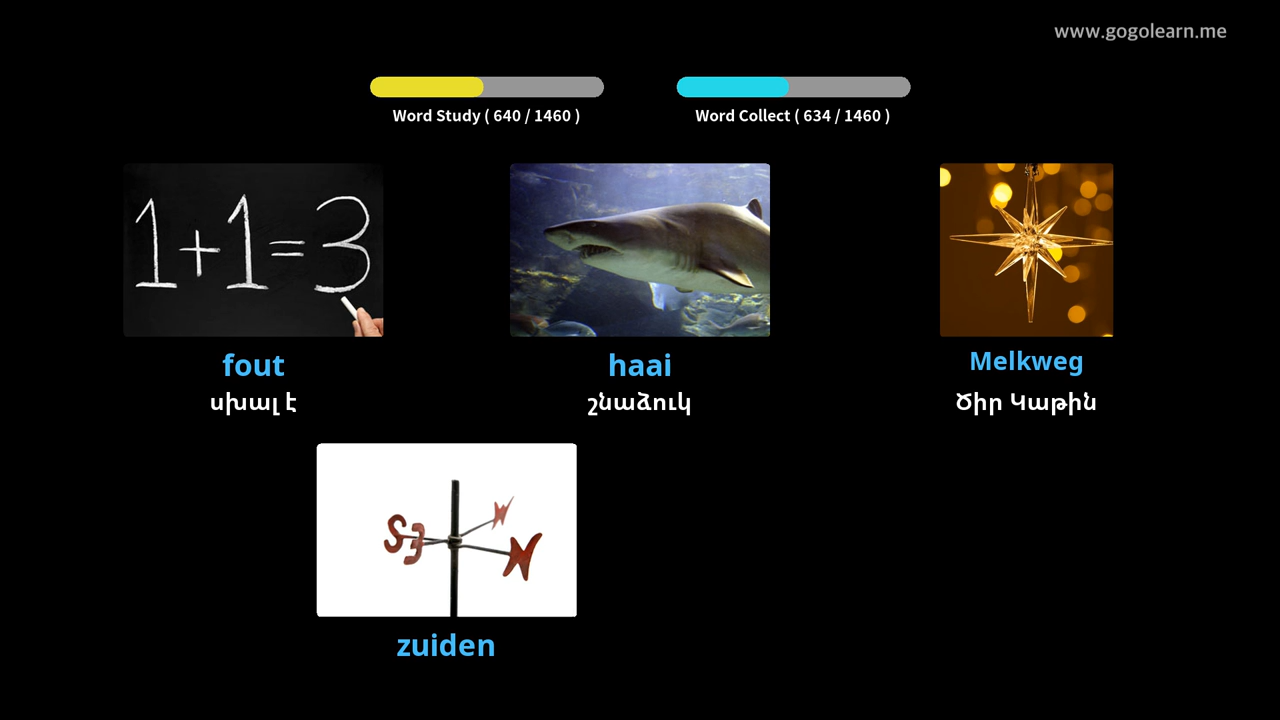 www.gogolearn.me
Word Study ( 640 / 1460 )
Word Collect ( 634 / 1460 )
1+1=3
fout
haai
Melkweg
սխալ է
շնաձուկ
Ծիր Կաթին
S
E
N
zuiden